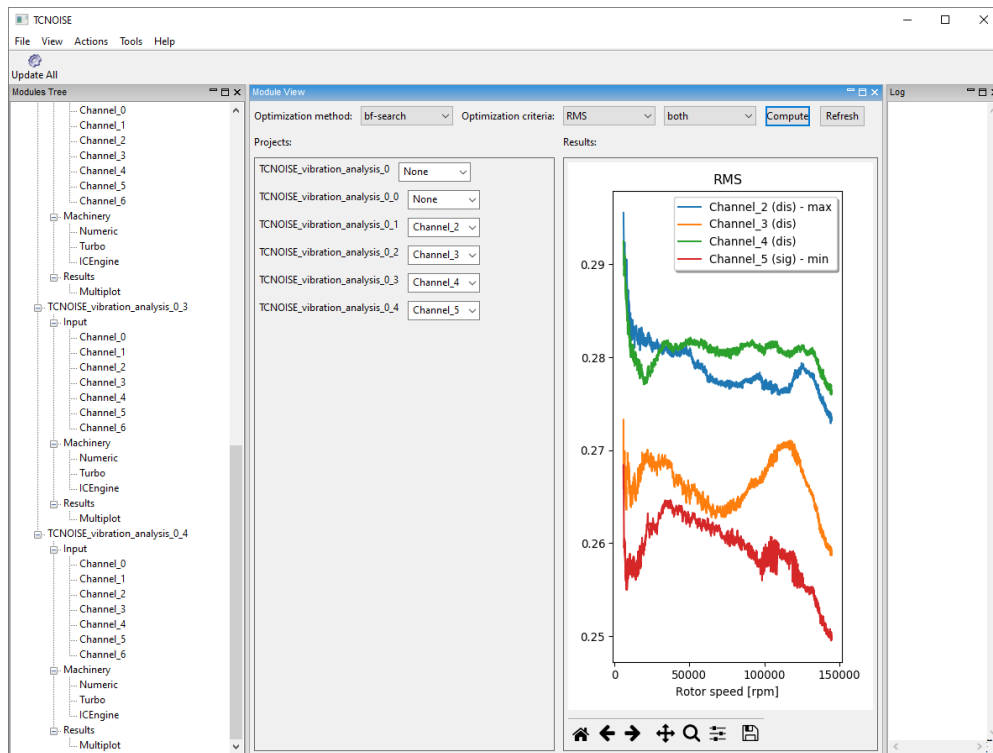 TCNOISE
File View Actions Tools Help
Update All
Modules Tree
Channel_0
Channel_1
Channel_2
Channel_3
Channel_4
Channel_5
Channel_6
Machinery
Numeric
Turbo
ICEngine
Results
Multiplot
TCNOISE_vibration_analysis_0_3
Input
Channel_0
Channel_1
Channel_2
Channel_3
Channel_4
Channel_5
Channel_6
Machinery
Numeric
Turbo
ICEngine
Results
Multiplot
TCNOISE_vibration_analysis_0_4
Input
Channel_0
Channel_1
Channel_2
Channel_3
Channel_4
Channel_5
Channel_6
Machinery
Numeric
Turbo
ICEngine
Results
Multiplot
Module View
Optimization method: bf-search Optimization criteria: RMS both Compute Refresh
Projects:
TCNOISE_vibration_analysis_0 None
TCNOISE_vibration_analysis_0_0 None
TCNOISE_vibration_analysis_0_1 Channel_2
TCNOISE_vibration_analysis_0_2 Channel_3
TCNOISE_vibration_analysis_0_3 Channel_4
TCNOISE_vibration_analysis_0_4 Channel_5
Results:
RMS
Channel_2 (dis) - max
Channel_3 (dis)
Channel_4 (dis)
Channel_5 (sig) - min
0.29
0.28
0.27
0.26
0.25
0 50000 100000 150000
Rotor speed [rpm]
Log